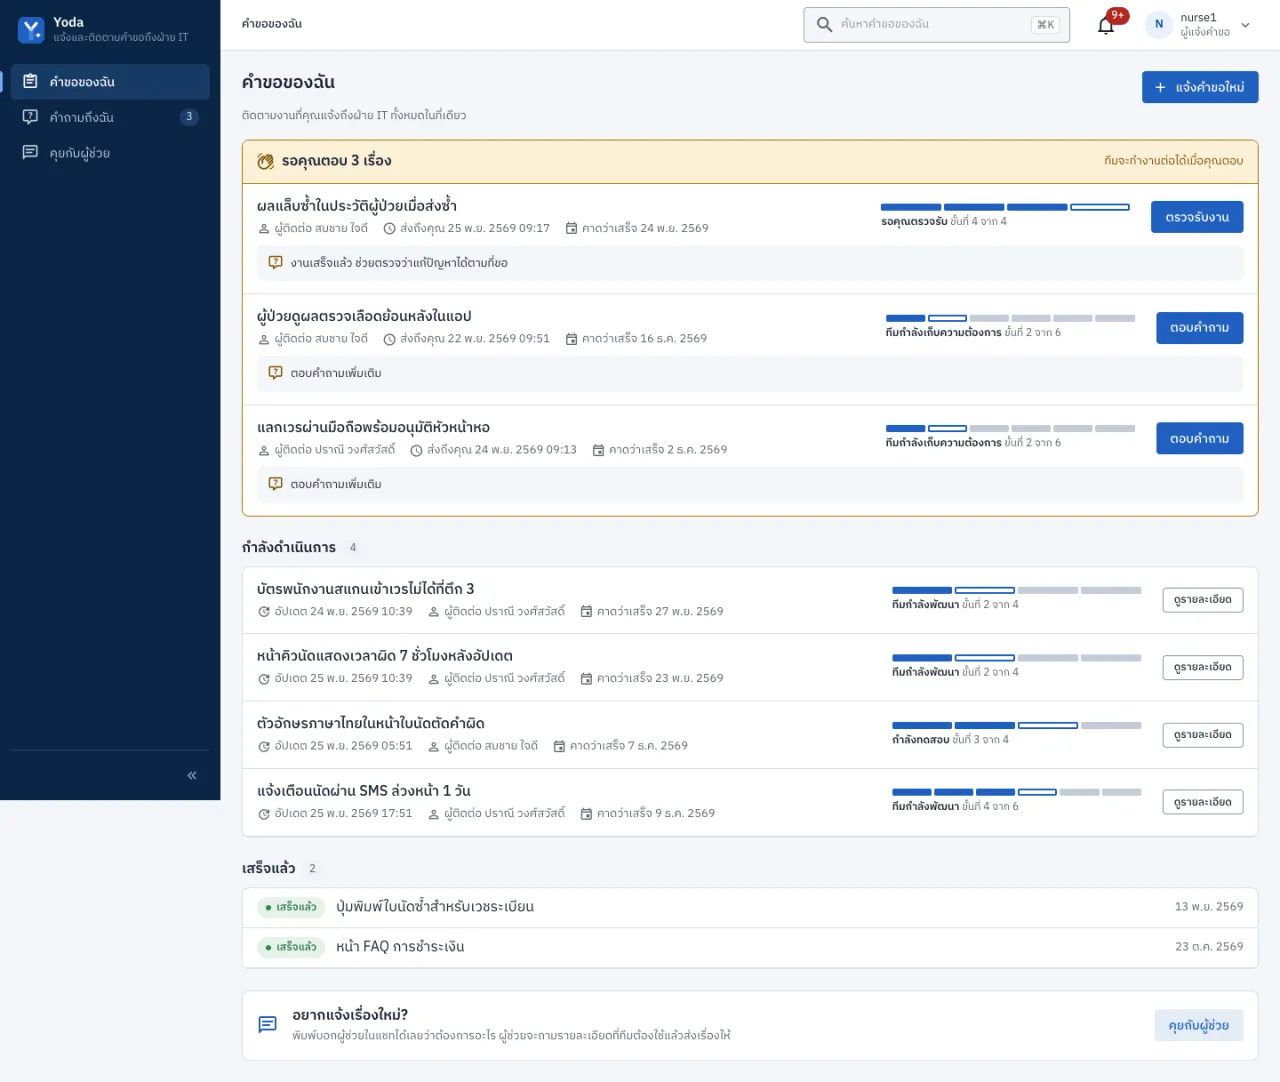 Yoda
แจ้งและติดตามคำขอถึงฝ่าย IT
คำขอของฉัน
คำถามถึงฉัน 3
คุยกับผู้ช่วย
คำขอของฉัน
ค้นหาคำขอของฉัน
⌘K
9+
N
nurse1
ผู้แจ้งคำขอ
คำขอของฉัน
ติดตามงานที่คุณแจ้งถึงฝ่าย IT ทั้งหมดในที่เดียว
+ แจ้งคำขอใหม่
รอคุณตอบ 3 เรื่อง
ทีมจะทำงานต่อได้เมื่อคุณตอบ
ผลแล็บซ้ำในประวัติผู้ป่วยเมื่อส่งซ้ำ
ผู้ติดต่อ สมชาย ใจดี ส่งถึงคุณ 25 พ.ย. 2569 09:17 คาดว่าเสร็จ 24 พ.ย. 2569
รอคุณตรวจรับ ขั้นที่ 4 จาก 4
ตรวจรับงาน
งานเสร็จแล้ว ช่วยตรวจว่าแก้ปัญหาได้ตามที่ขอ
ผู้ป่วยดูผลตรวจเลือดย้อนหลังในแอป
ผู้ติดต่อ สมชาย ใจดี ส่งถึงคุณ 22 พ.ย. 2569 09:51 คาดว่าเสร็จ 16 ธ.ค. 2569
ทีมกำลังเก็บความต้องการ ขั้นที่ 2 จาก 6
ตอบคำถาม
ตอบคำถามเพิ่มเติม
แลกเวรผ่านมือถือพร้อมอนุมัติหัวหน้าหอ
ผู้ติดต่อ ปราณี วงศ์สวัสดิ์ ส่งถึงคุณ 24 พ.ย. 2569 09:13 คาดว่าเสร็จ 2 ธ.ค. 2569
ทีมกำลังเก็บความต้องการ ขั้นที่ 2 จาก 6
ตอบคำถาม
ตอบคำถามเพิ่มเติม
กำลังดำเนินการ 4
บัตรพนักงานสแกนเข้าเวรไม่ได้ที่ตึก 3
อัปเดต 24 พ.ย. 2569 10:39 ผู้ติดต่อ ปราณี วงศ์สวัสดิ์ คาดว่าเสร็จ 27 พ.ย. 2569
ทีมกำลังพัฒนา ขั้นที่ 2 จาก 4
ดูรายละเอียด
หน้าคิวนัดแสดงเวลาผิด 7 ชั่วโมงหลังอัปเดต
อัปเดต 25 พ.ย. 2569 10:39 ผู้ติดต่อ ปราณี วงศ์สวัสดิ์ คาดว่าเสร็จ 23 พ.ย. 2569
ทีมกำลังพัฒนา ขั้นที่ 2 จาก 4
ดูรายละเอียด
ตัวอักษรภาษาไทยในหน้าใบนัดตัดคำผิด
อัปเดต 25 พ.ย. 2569 05:51 ผู้ติดต่อ สมชาย ใจดี คาดว่าเสร็จ 7 ธ.ค. 2569
กำลังทดสอบ ขั้นที่ 3 จาก 4
ดูรายละเอียด
แจ้งเตือนนัดผ่าน SMS ล่วงหน้า 1 วัน
อัปเดต 25 พ.ย. 2569 17:51 ผู้ติดต่อ ปราณี วงศ์สวัสดิ์ คาดว่าเสร็จ 9 ธ.ค. 2569
ทีมกำลังพัฒนา ขั้นที่ 4 จาก 6
ดูรายละเอียด
เสร็จแล้ว 2
เสร็จแล้ว ปุ่มพิมพ์ใบนัดซ้ำสำหรับเวชระเบียน 13 พ.ย. 2569
เสร็จแล้ว หน้า FAQ การชำระเงิน 23 ต.ค. 2569
อยากแจ้งเรื่องใหม่?
พิมพ์บอกผู้ช่วยในแชทได้เลยว่าต้องการอะไร ผู้ช่วยจะถามรายละเอียดที่ทีมต้องใช้แล้วส่งเรื่องให้
คุยกับผู้ช่วย